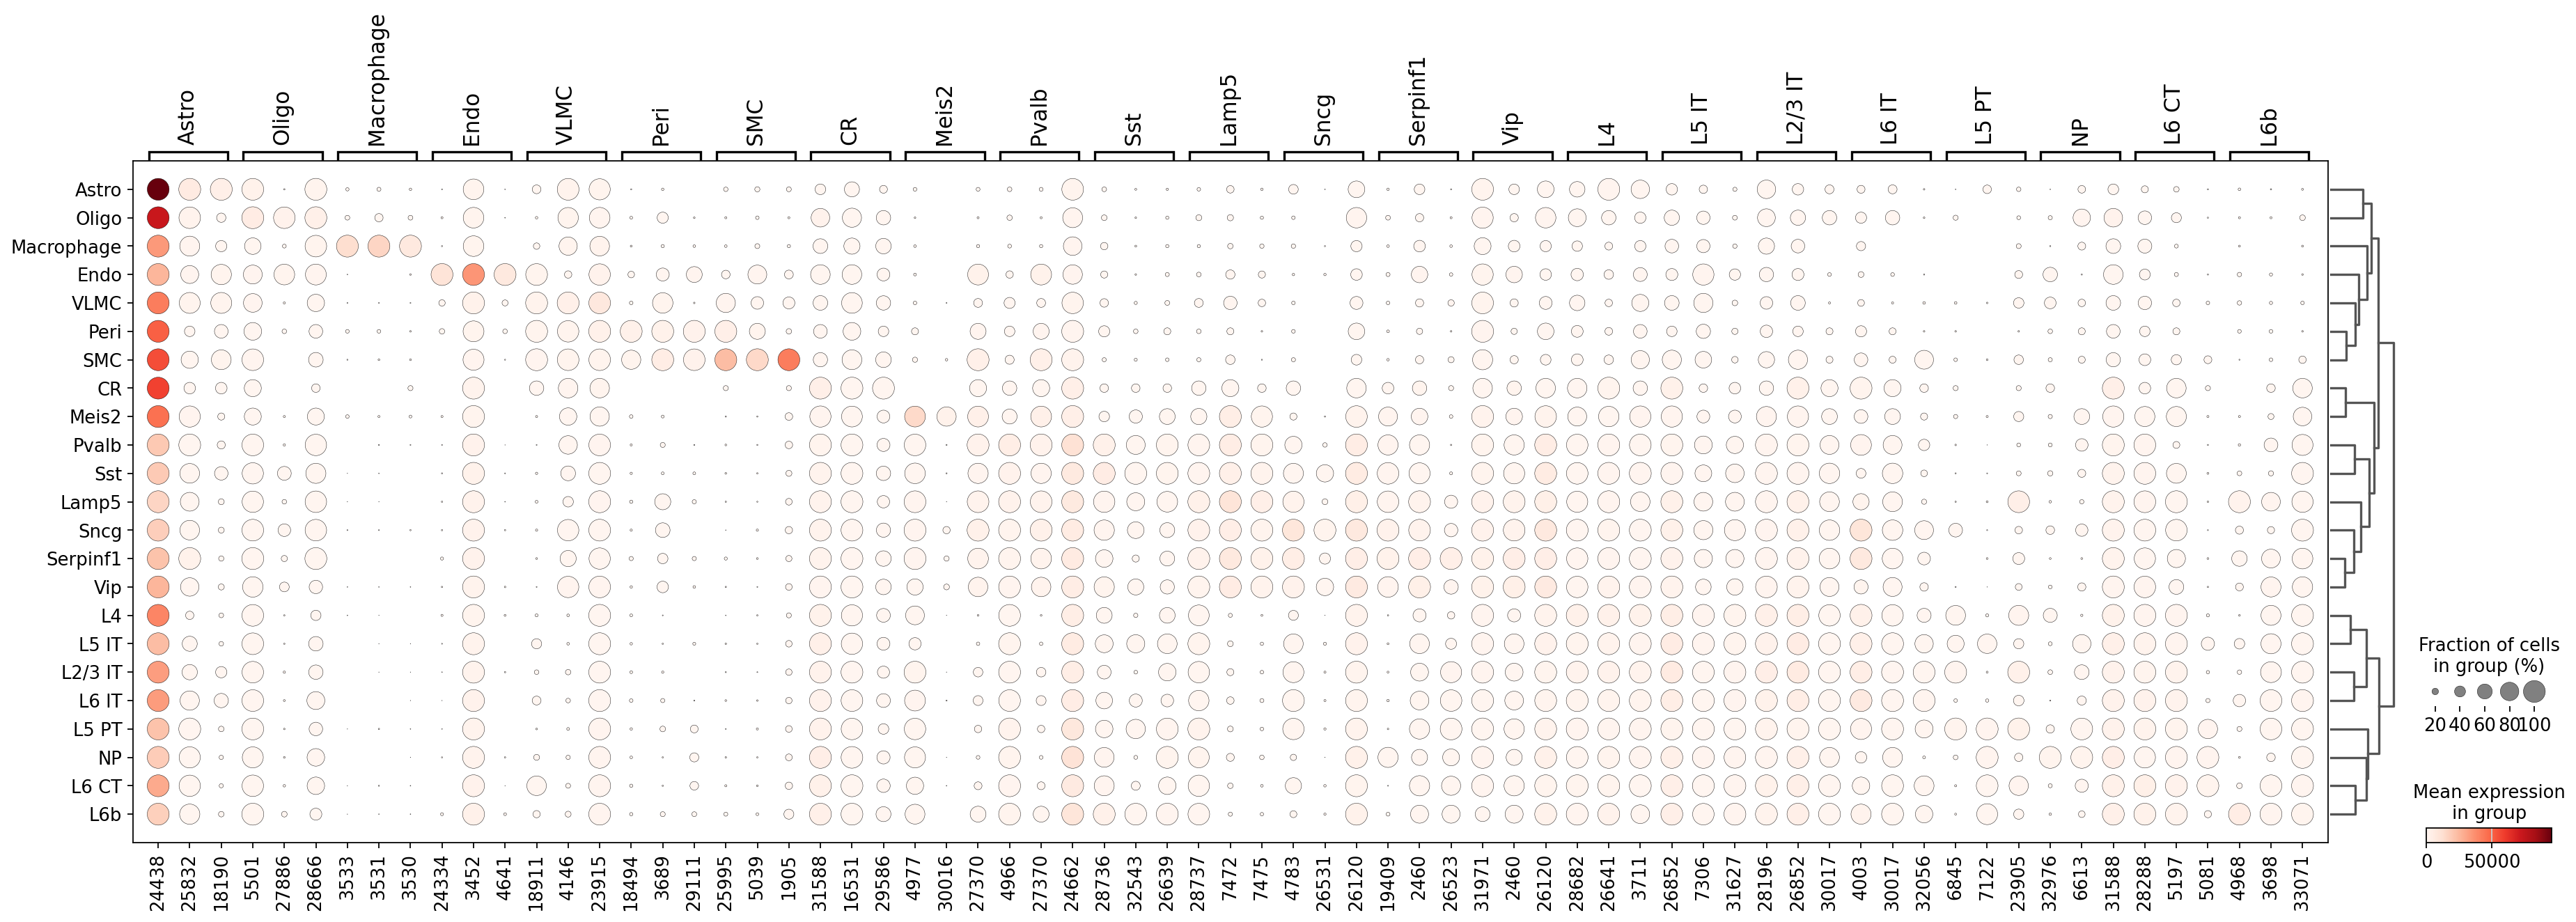 Astro Oligo Macrophage Endo VLMC Peri SMC CR Meis2 Pvalb Sst Lamp5 Sncg Serpinf1 Vip L4 L5 IT L2/3 IT L6 IT L5 PT NP L6 CT L6b
Astro
Oligo
Macrophage
Endo
VLMC
Peri
SMC
CR
Meis2
Pvalb
Sst
Lamp5
Sncg
Serpinf1
Vip
L4
L5 IT
L2/3 IT
L6 IT
L5 PT
NP
L6 CT
L6b
24438 25832 18190 5501 27886 28666 3533 3531 3530 24334 3452 4641 18911 4146 23915 18494 3689 29111 25995 5039 1905 31588 16531 29586 4977 30016 27370 4966 27370 24662 28736 32543 26639 28737 7472 7475 4783 26531 26120 19409 2460 26523 31971 2460 26120 28682 26641 3711 26852 7306 31627 28196 26852 30017 4003 30017 32056 6845 7122 23905 32976 6613 31588 28288 5197 5081 4968 3698 33071
Fraction of cells
in group (%)
20 40 60 80 100
Mean expression
in group
0 50000